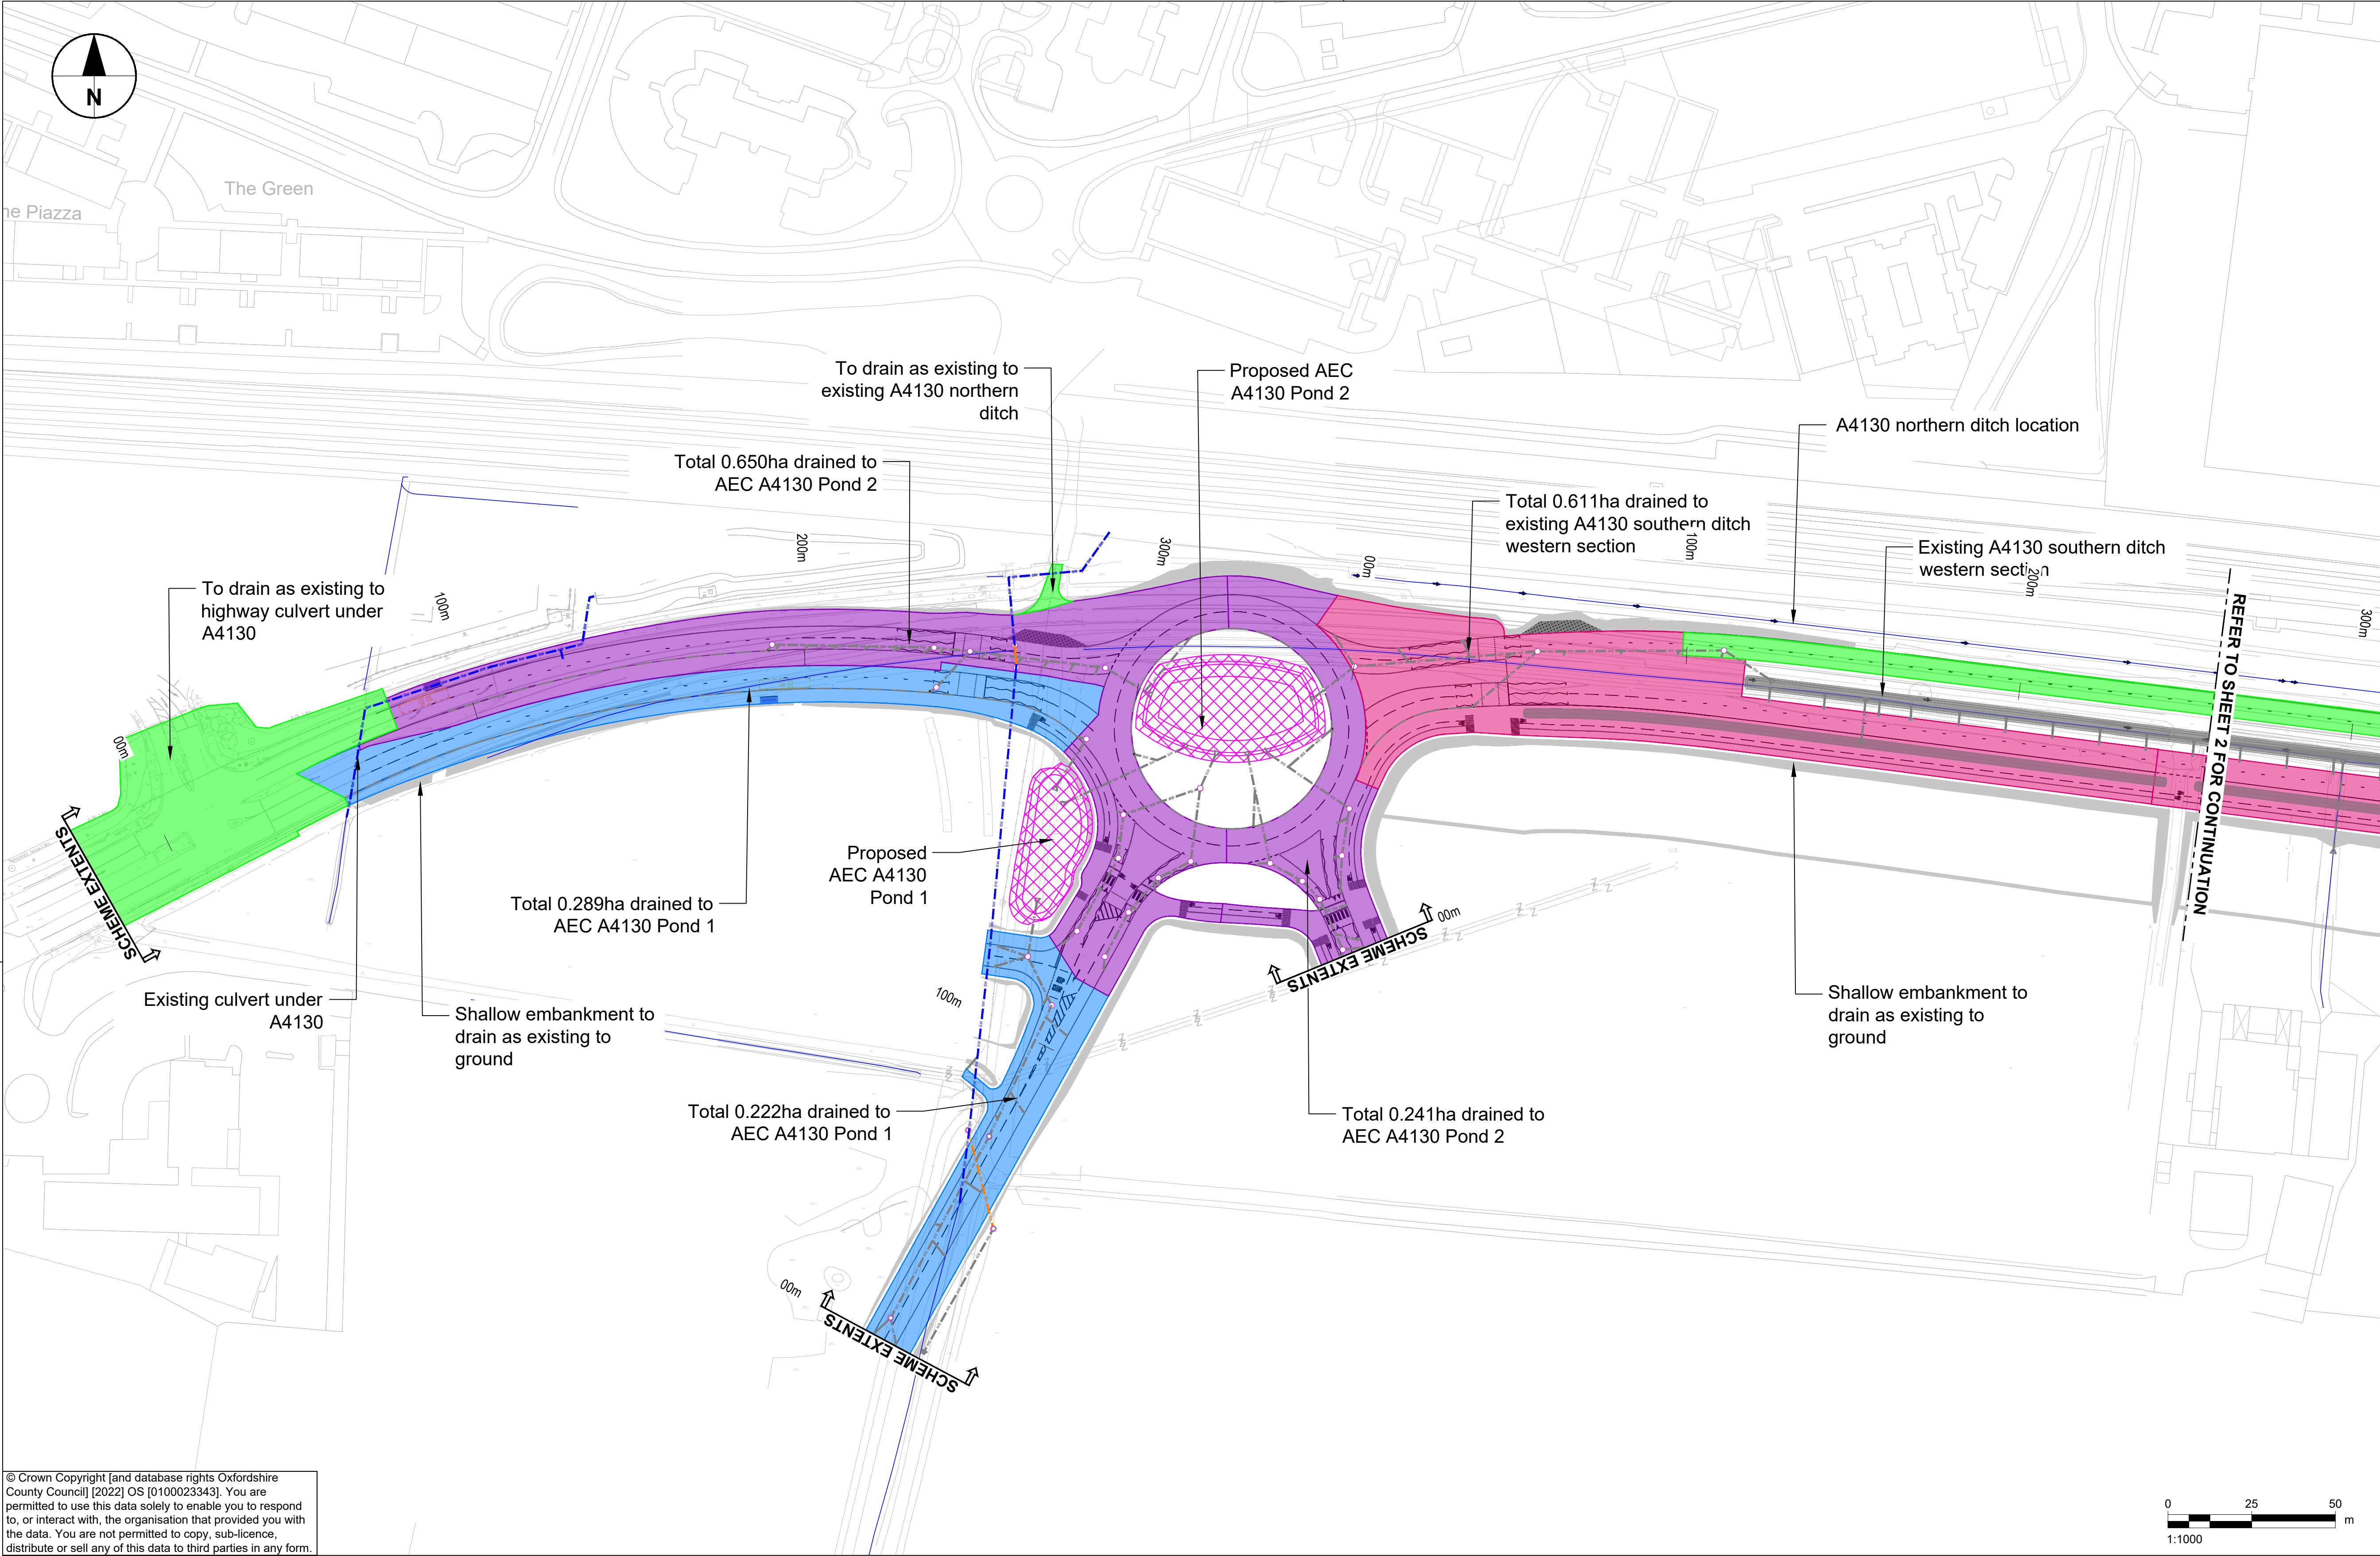 N
The Green
he Piazza
To drain as existing to
existing A4130 northern
ditch
Proposed AEC
A4130 Pond 2
A4130 northern ditch location
Total 0.650ha drained to
AEC A4130 Pond 2
Total 0.611ha drained to
existing A4130 southern ditch
western section
Existing A4130 southern ditch
western section
To drain as existing to
highway culvert under
A4130
00m
100m
200m
300m
00m
100m
200m
300m
REFER TO SHEET 2 FOR CONTINUATION
SCHEME EXTENTS
Proposed
AEC A4130
Pond 1
Total 0.289ha drained to
AEC A4130 Pond 1
SCHEME EXTENTS
00m
Existing culvert under
A4130
Shallow embankment to
drain as existing to
ground
100m
Shallow embankment to
drain as existing to
ground
Total 0.222ha drained to
AEC A4130 Pond 1
Total 0.241ha drained to
AEC A4130 Pond 2
00m
SCHEME EXTENTS
© Crown Copyright [and database rights Oxfordshire
County Council] [2022] OS [0100023343]. You are
permitted to use this data solely to enable you to respond
to, or interact with, the organisation that provided you with
the data. You are not permitted to copy, sub-licence,
distribute or sell any of this data to third parties in any form.
0 25 50
m
1:1000